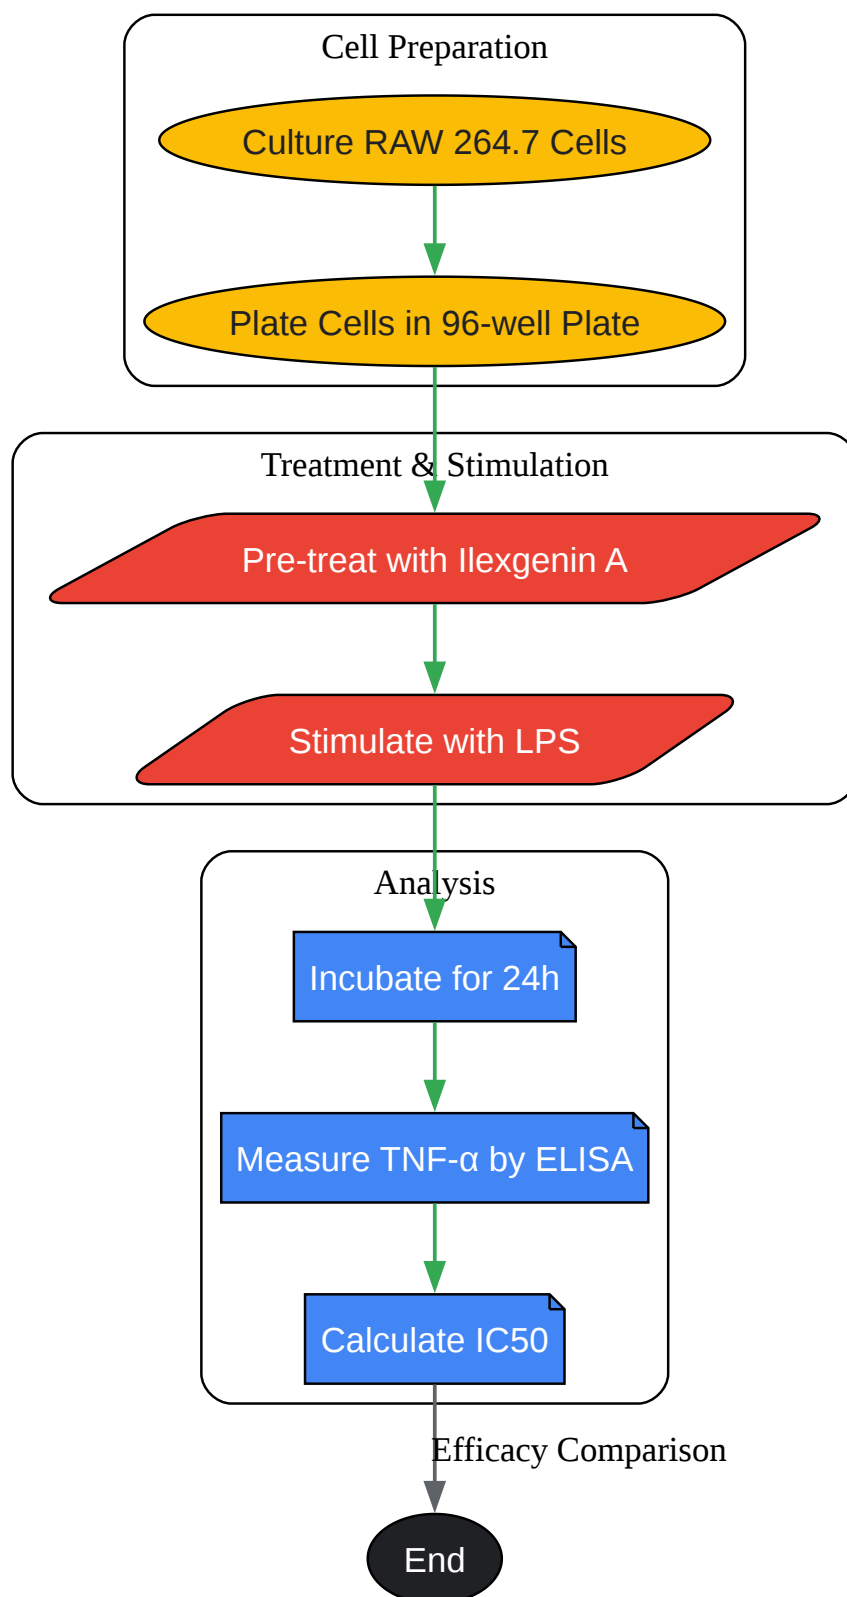 Cell Preparation
Culture RAW 264.7 Cells
Plate Cells in 96-well Plate
Treatment & Stimulation
Pre-treat with Ilexgenin A
Stimulate with LPS
Analysis
Incubate for 24h
Measure TNF-α by ELISA
Calculate IC50
Efficacy Comparison
End